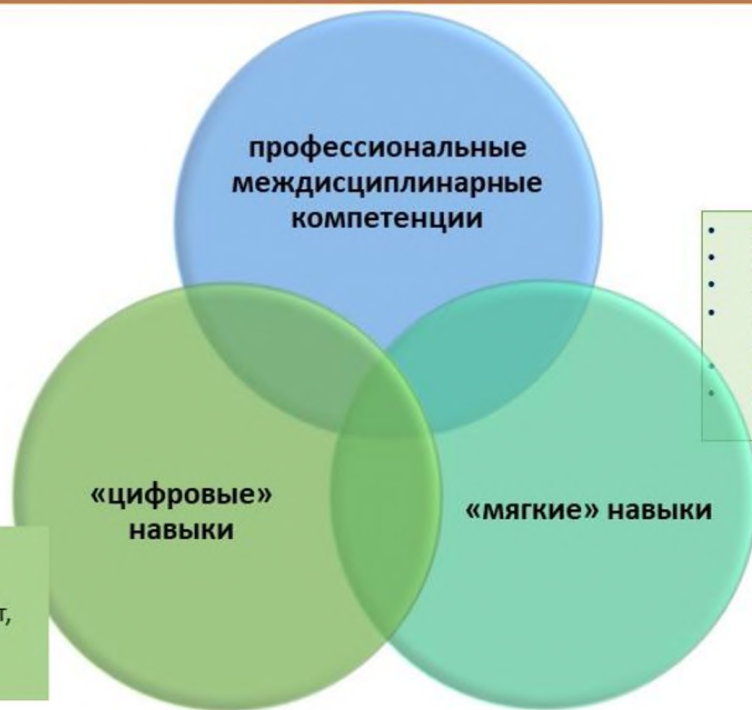 профессиональные
междисциплинарные
компетенции
«цифровые»
навыки
«мягкие» навыки
т,